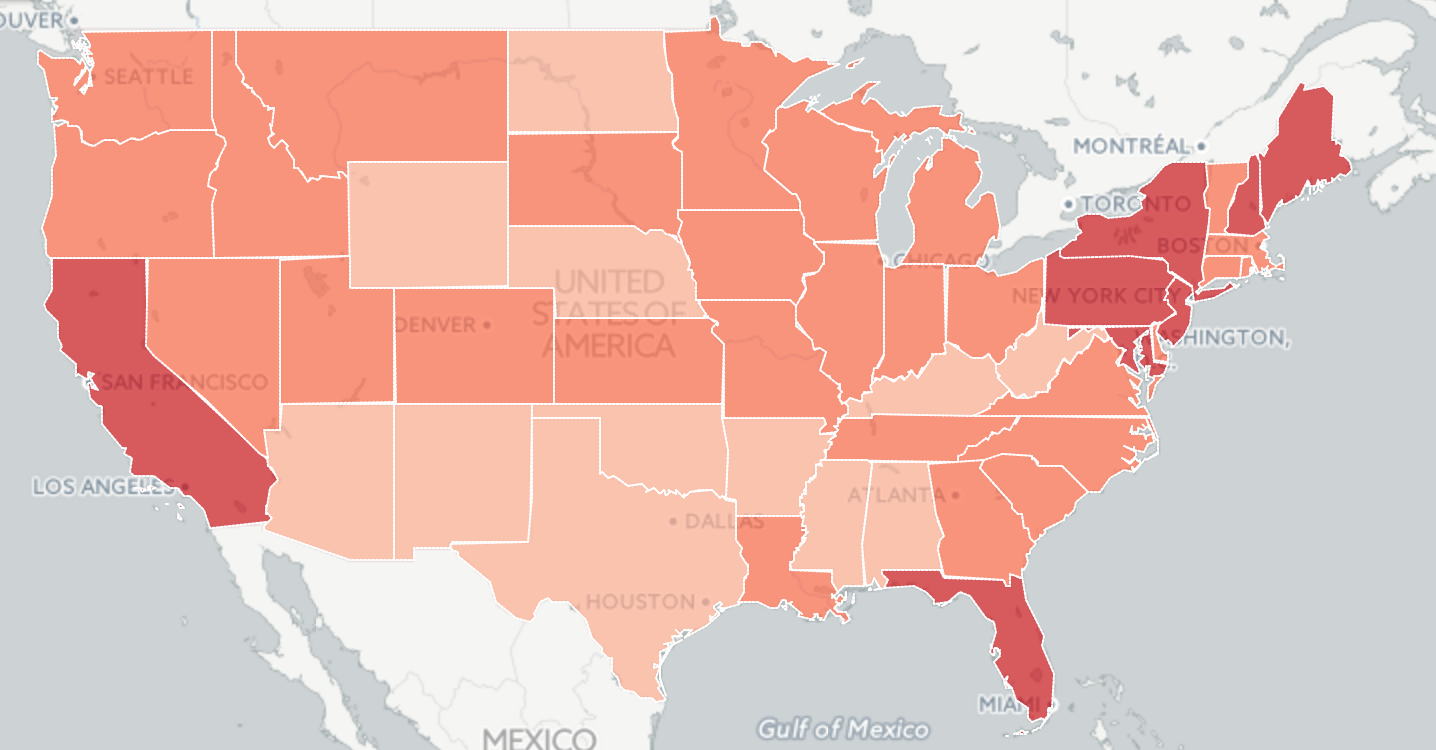 OUVER
SEATTLE
MONTRÉAL
TORONTO
BOSTON
CHICAGO
UNITED
STATES OF
AMERICA
NEW YORK CITY
DENVER
SHINGTON,
SAN FRANCISCO
LOS ANGELES
ATLANTA
DALLAS
HOUSTON
MIAMI
Gulf of Mexico
MEXICO